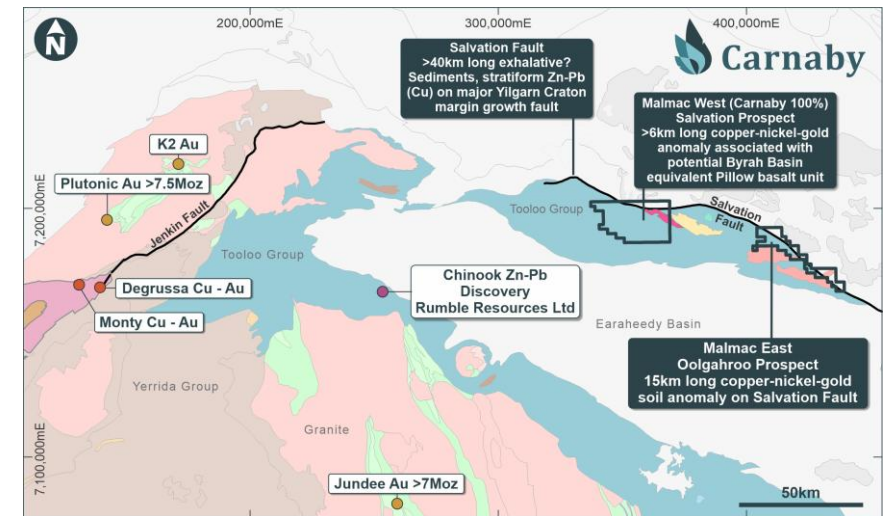 200,000mE
300,000mE
400,000mE
N
Carnaby
Salvation Fault
>40km long exhalative?
Sediments, stratiform Zn-Pb
(Cu) on major Yilgarn Craton
margin growth fault
Malmac West (Carnaby 100%)
Salvation Prospect
>6km long copper-nickel-gold
anomaly associated with
potential Byrah Basin
equivalent Pillow basalt unit
K2 Au
Plutonic Au >7.5Moz
7,200,000mE
Jenkin Fault
Tooloo Group
Tooloo Group
Salvation
Fault
Degrussa Cu - Au
Monty Cu - Au
Chinook Zn-Pb
Discovery
Rumble Resources Ltd
Earaheedy Basin
Malmac East
Oolgahroo Prospect
15km long copper-nickel-gold
soil anomaly on Salvation Fault
Yerrida Group
Granite
7,100,000mE
Jundee Au >7Moz
50km